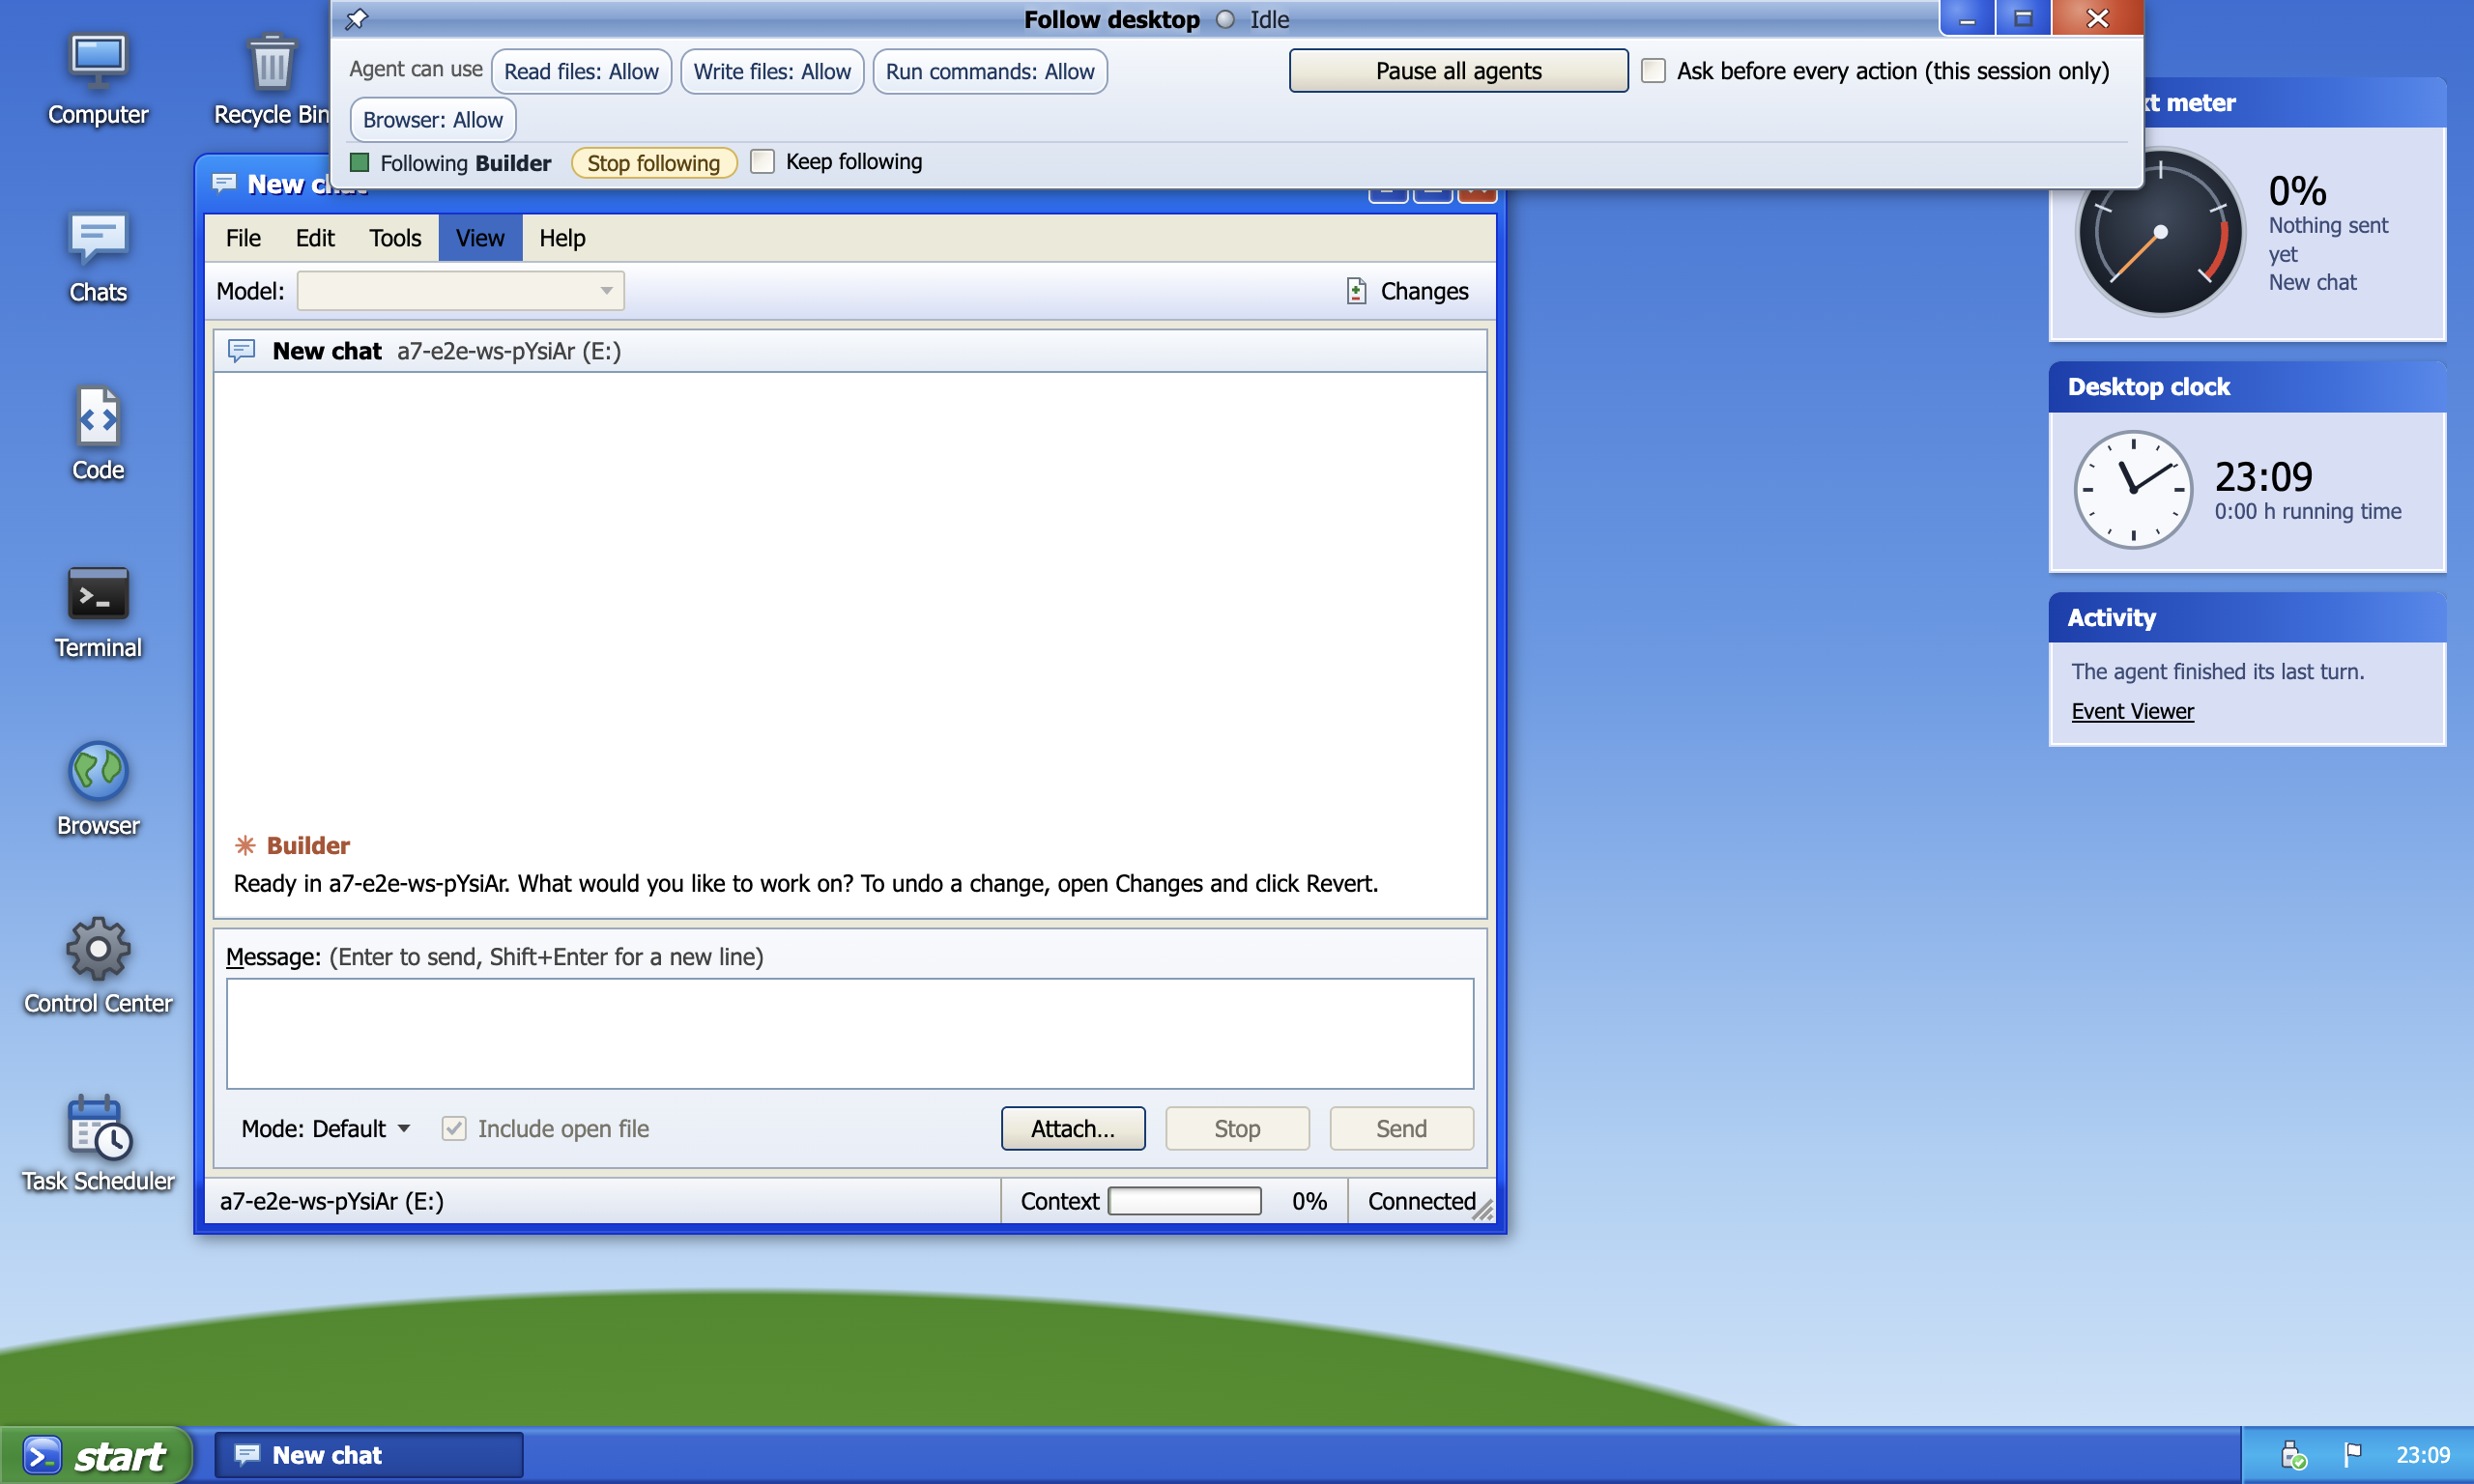 Follow desktop Idle
Agent can use Read files: Allow Write files: Allow Run commands: Allow Pause all agents Ask before every action (this session only)
Browser: Allow
Following Builder Stop following Keep following
Computer
Recycle Bin
Chats
Code
Terminal
Browser
Control Center
Task Scheduler
New chat
File Edit Tools View Help
Model: Changes
New chat a7-e2e-ws-pYsiAr (E:)
Builder
Ready in a7-e2e-ws-pYsiAr. What would you like to work on? To undo a change, open Changes and click Revert.
Message: (Enter to send, Shift+Enter for a new line)
Mode: Default Include open file Attach... Stop Send
a7-e2e-ws-pYsiAr (E:) Context 0% Connected
meter
0%
Nothing sent
yet
New chat
Desktop clock
23:09
0:00 h running time
Activity
The agent finished its last turn.
Event Viewer
start New chat 23:09